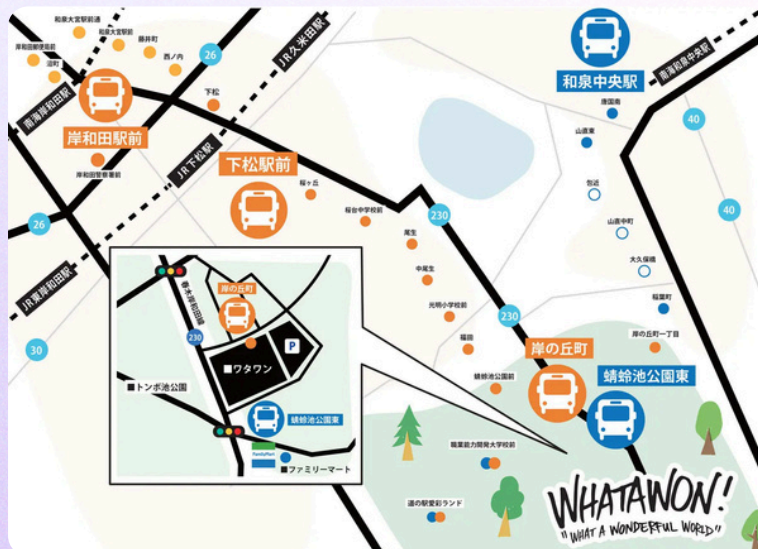 和泉大宮駅前通
和泉大宮駅前
藤井町
西ノ内
岸和田郵便局前
沼町
26
南海岸和田駅
岸和田駅前
岸和田警察署前
下松
JR久米田駅
JR下松駅
下松駅前
桜ヶ丘
桜台中学校前
尾生
中尾生
光明小学校前
福田
蜻蛉池公園前
230
230
和泉中央駅
南海和泉中央駅
唐国南
山直東
包近
山直中町
大久保橋
稲葉町
岸の丘町一丁目
40
40
26
JR東岸和田駅
30
岸の丘町
蜻蛉池公園東
職業能力開発大学校前
道の駅愛彩ランド
WHATAWON!
"WHAT A WONDERFUL WORLD"
春木岸和田線
230
岸の丘町
P
■ワタワン
■トンボ池公園
蜻蛉池公園東
FamilyMart
■ファミリーマート